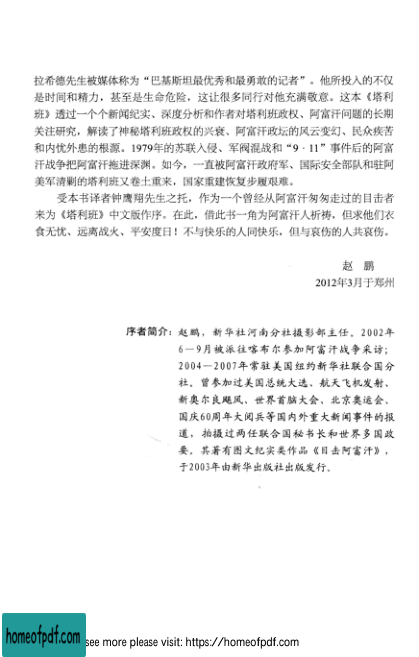 拉希德先生被媒体称为“巴基斯坦最优秀和最勇敢的记者”。他所投入的不仅
是时间和精力，甚至是生命危险，这让很多同行对他充满敬意。这本《塔利
班》透过一个个新闻纪实、深度分析和作者对塔利班政权、阿富汗问题的长期
关注研究，解读了神秘塔利班政权的兴衰、阿富汗政坛的风云变幻、民众疾苦
和内忧外患的根源。1979年的苏联入侵、军阀混战和“9·11”事件后的阿富
汗战争把阿富汗推进深渊。如今，一直被阿富汗政府军、国际安全部队和驻阿
美军清剿的塔利班又卷土重来，国家重建恢复步履艰难。
受本书译者钟鹰翔先生之托，作为一个曾经从阿富汗匆匆走过的目击者
来为《塔利班》中文版作序。在此，借此书一角为阿富汗人祈祷，但求他们衣
食无忧、远离战火、平安度日！不与快乐的人同快乐，但与哀伤的人共哀伤。
赵 鹏
2012年3月于郑州
序者简介：赵鹏，新华社河南分社摄影部主任。2002年
6－9月被派往喀布尔参加阿富汗战争采访；
2004－2007年常驻美国纽约新华社联合国分
社。曾参加过美国总统大选、航天飞机发射、
新奥尔良飓风、世界首脑大会、北京奥运会、
国庆60周年大阅兵等国内外重大新闻事件的报
道，拍摄过两任联合国秘书长和世界多国政
要。其著有图文纪实类作品《目击阿富汗》，
于2003年由新华出版社出版发行。
homeofpdf.com
see more please visit: https://homeofpdf.com